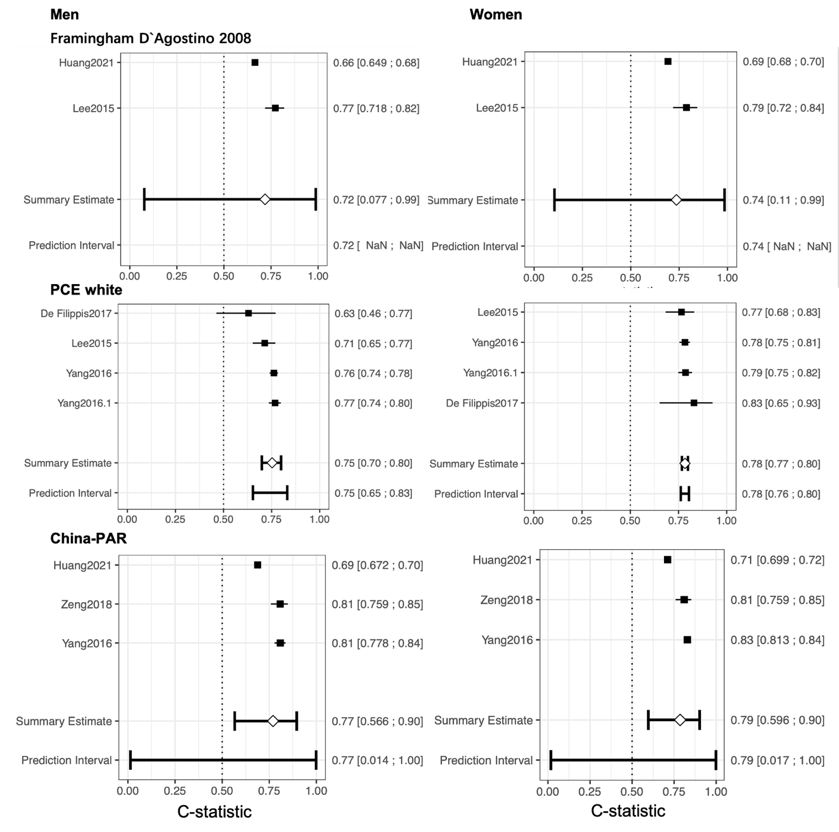 Men
Women
Framingham D`Agostino 2008
Huang2021 0.66 [0.649 ; 0.68]
Lee2015 0.77 [0.718 ; 0.82]
Summary Estimate 0.72 [0.077 ; 0.99]
Prediction Interval 0.72 [ NaN ; NaN]
0.00 0.25 0.50 0.75 1.00
Huang2021 0.69 [0.68 ; 0.70]
Lee2015 0.79 [0.72 ; 0.84]
Summary Estimate 0.74 [0.11 ; 0.99]
Prediction Interval 0.74 [ NaN ; NaN]
0.00 0.25 0.50 0.75 1.00
PCE white
De Filippis2017 0.63 [0.46 ; 0.77]
Lee2015 0.71 [0.65 ; 0.77]
Yang2016 0.76 [0.74 ; 0.78]
Yang2016.1 0.77 [0.74 ; 0.80]
Summary Estimate 0.75 [0.70 ; 0.80]
Prediction Interval 0.75 [0.65 ; 0.83]
0.00 0.25 0.50 0.75 1.00
Lee2015 0.77 [0.68 ; 0.83]
Yang2016 0.78 [0.75 ; 0.81]
Yang2016.1 0.79 [0.75 ; 0.82]
De Filippis2017 0.83 [0.65 ; 0.93]
Summary Estimate 0.78 [0.77 ; 0.80]
Prediction Interval 0.78 [0.76 ; 0.80]
0.00 0.25 0.50 0.75 1.00
China-PAR
Huang2021 0.69 [0.672 ; 0.70]
Zeng2018 0.81 [0.759 ; 0.85]
Yang2016 0.81 [0.778 ; 0.84]
Summary Estimate 0.77 [0.566 ; 0.90]
Prediction Interval 0.77 [0.014 ; 1.00]
0.00 0.25 0.50 0.75 1.00
C-statistic
Huang2021 0.71 [0.699 ; 0.72]
Zeng2018 0.81 [0.759 ; 0.85]
Yang2016 0.83 [0.813 ; 0.84]
Summary Estimate 0.79 [0.596 ; 0.90]
Prediction Interval 0.79 [0.017 ; 1.00]
0.00 0.25 0.50 0.75 1.00
C-statistic